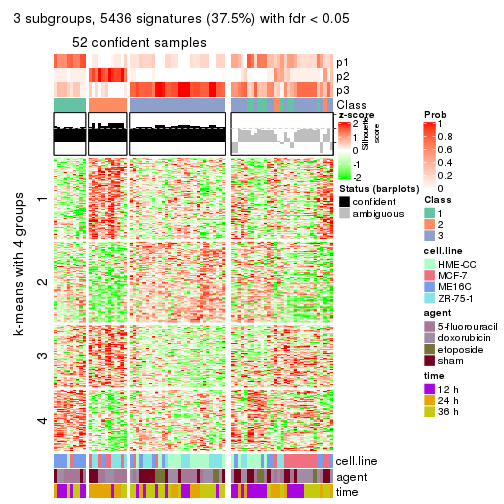 3 subgroups, 5436 signatures (37.5%) with fdr < 0.05
52 confident samples
p1
p2
p3
Class
z-score
2
1
0
-1
-2
Silhouette
score
1
0
Status (barplots)
confident
ambiguous
Prob
1
0.8
0.6
0.4
0.2
0
Class
1
2
3
cell.line
HME-CC
MCF-7
ME16C
ZR-75-1
agent
5-fluorouracil
doxorubicin
etoposide
sham
time
12 h
24 h
36 h
k-means with 4 groups
1
2
3
4
cell.line
agent
time